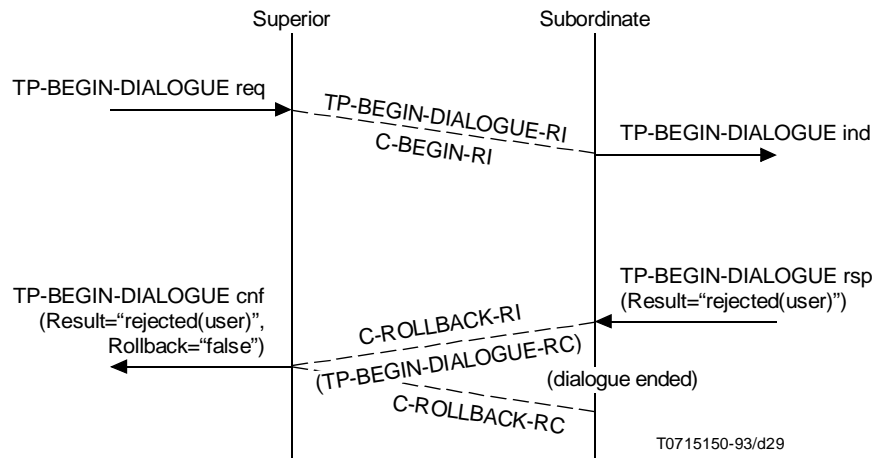 Superior
Subordinate
TP-BEGIN-DIALOGUE req
TP-BEGIN-DIALOGUE-RI
C-BEGIN-RI
TP-BEGIN-DIALOGUE ind
TP-BEGIN-DIALOGUE rsp
(Result=“rejected(user)”)
TP-BEGIN-DIALOGUE cnf
(Result=“rejected(user)”,
Rollback=“false”)
C-ROLLBACK-RI
(TP-BEGIN-DIALOGUE-RC)
(dialogue ended)
C-ROLLBACK-RC
T0715150-93/d29